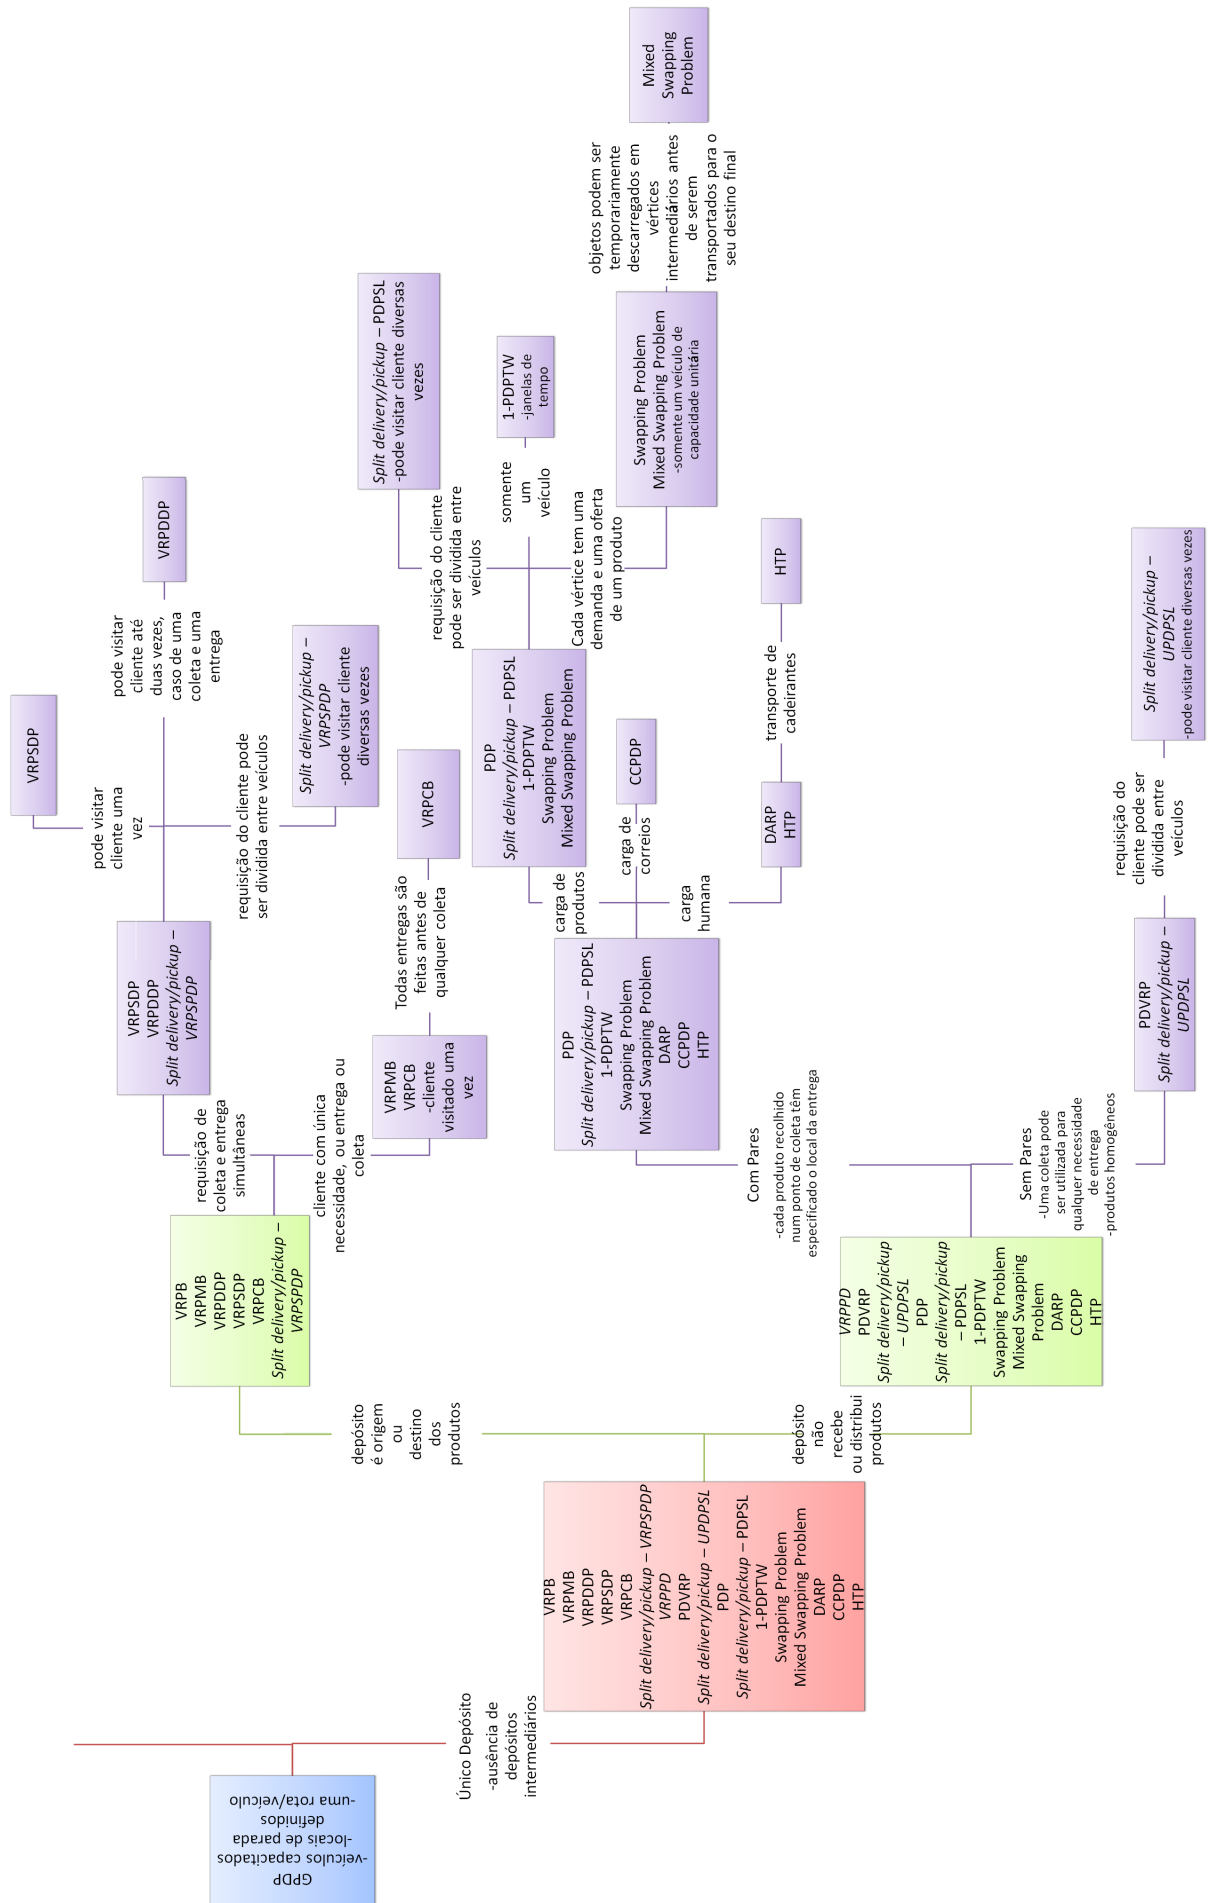 GPDP
-veículos capacitados
-locais de parada
definidos
-uma rota/veículo
Único Depósito
-ausência de
depósitos
intermediários
VRPB
VRPMB
VRPDDP
VRPSDP
VRPCB
Split delivery/pickup – VRPSPDP
VRPPD
PDVRP
Split delivery/pickup – UPDPSL
PDP
Split delivery/pickup – PDPSL
1-PDPTW
Swapping Problem
Mixed Swapping Problem
DARP
CCPDP
HTP
depósito
é origem
ou
destino
dos
produtos
depósito
não
recebe
ou distribui
produtos
VRPB
VRPMB
VRPDDP
VRPSDP
VRPCB
Split delivery/pickup –
VRPSPDP
VRPPD
PDVRP
Split delivery/pickup
– UPDPSL
PDP
Split delivery/pickup
– PDPSL
1-PDPTW
Swapping Problem
Mixed Swapping
Problem
DARP
CCPDP
HTP
requisição de
coleta e entrega
simultâneas
cliente com única
necessidade, ou entrega ou
coleta
Com Pares
-cada produto recolhido
num ponto de coleta têm
especificado o local da entrega
Sem Pares
-Uma coleta pode
ser utilizada para
qualquer necessidade
de entrega
-produtos homogêneos
VRPSDP
VRPDDP
Split delivery/pickup –
VRPSPDP
VRPMB
VRPCB
-cliente
visitado uma
vez
PDP
Split delivery/pickup – PDPSL
1-PDPTW
Swapping Problem
Mixed Swapping Problem
DARP
CCPDP
HTP
PDVRP
Split delivery/pickup –
UPDPSL
pode visitar
cliente uma
vez
pode visitar
cliente até
duas vezes,
caso de uma
coleta e uma
entrega
requisição do cliente pode
ser dividida entre veículos
Todas entregas são
feitas antes de
qualquer coleta
carga de
produtos
carga de
correios
carga
humana
requisição do
cliente pode ser
dividida entre
veículos
VRPSDP
VRPDDP
Split delivery/pickup –
VRPSPDP
-pode visitar cliente
diversas vezes
VRPCB
PDP
Split delivery/pickup – PDPSL
1-PDPTW
Swapping Problem
Mixed Swapping Problem
CCPDP
DARP
HTP
Split delivery/pickup –
UPDPSL
-pode visitar cliente diversas vezes
requisição do cliente
pode ser dividida entre
veículos
somente
um
veículo
Cada vértice tem uma
demanda e uma oferta
de um produto
transporte de
cadeirantes
Split delivery/pickup – PDPSL
-pode visitar cliente diversas
vezes
1-PDPTW
-janelas de
tempo
Swapping Problem
Mixed Swapping Problem
-somente um veículo de
capacidade unitária
HTP
objetos podem ser
temporariamente
descarregados em
vértices
intermediários antes
de serem
transportados para o
seu destino final
Mixed
Swapping
Problem